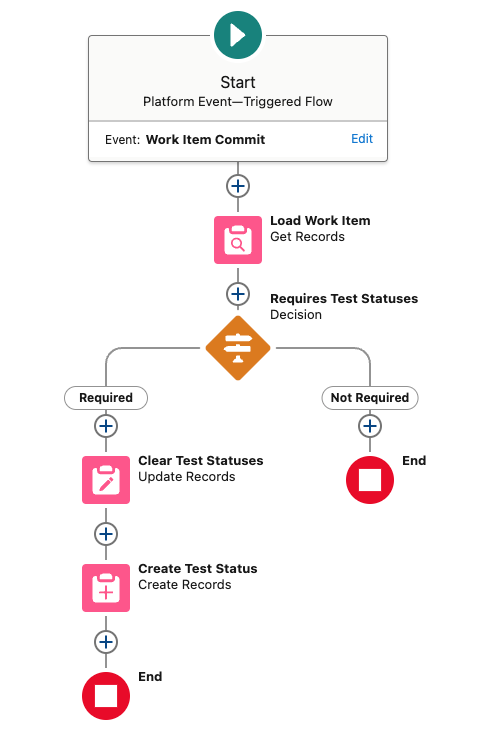 Start
Platform Event—Triggered Flow
Event: Work Item Commit Edit
Load Work Item
Get Records
Requires Test Statuses
Decision
Required
Not Required
Clear Test Statuses
Update Records
End
Create Test Status
Create Records
End